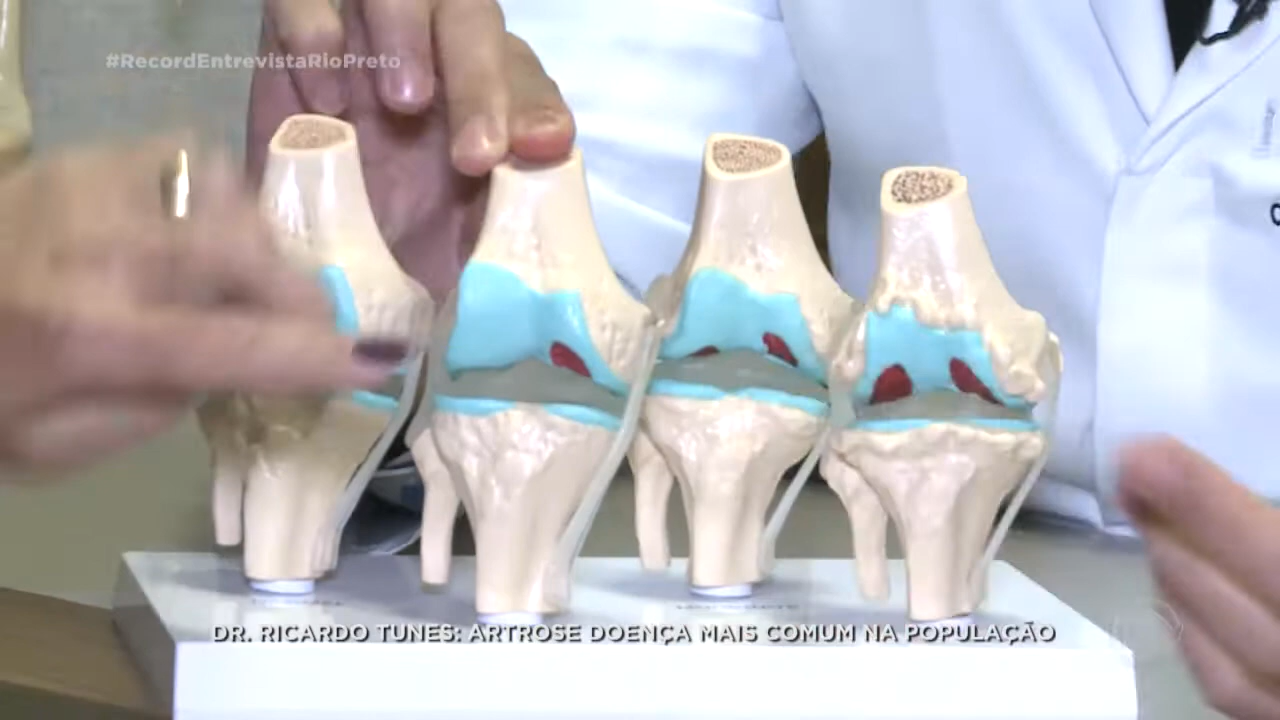 #RecordEntrevistaRioPreto
DR. RICARDO TUNES: ARTROSE DOENÇA MAIS COMUM NA POPULAÇÃO